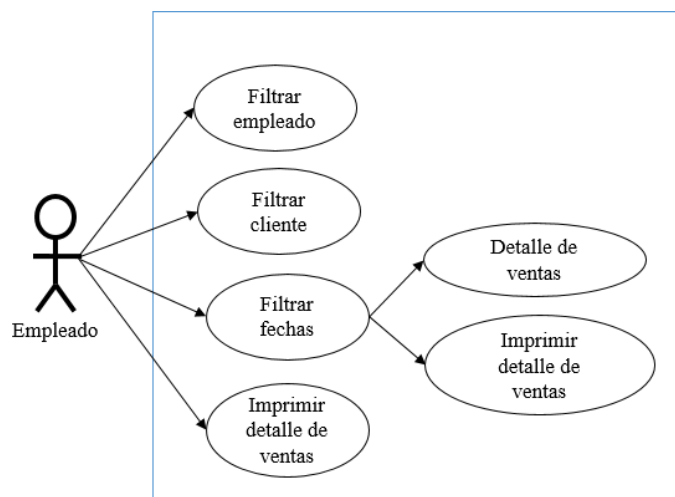 Filtrar
empleado
Filtrar
cliente
Detalle de
ventas
Empleado
Filtrar
fechas
Imprimir
detalle de
ventas
Imprimir
detalle de
ventas